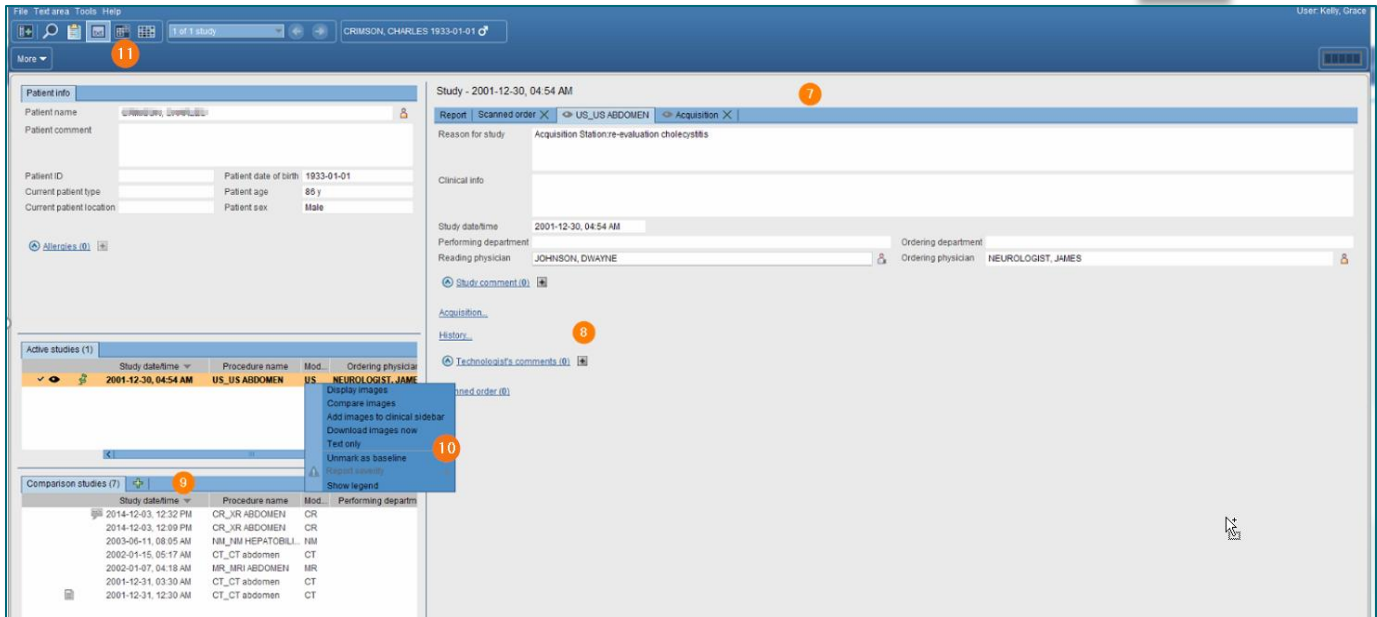 File Text area Tools Help
User: Kelly, Grace
1 of 1 study
CRIMSON, CHARLES 1933-01-01
11
More
Patient info
Patient name
Patient comment
Patient ID
Patient date of birth 1933-01-01
Current patient type
Patient age 85 y
Current patient location
Patient sex Male
Allergies (0)
Active studies (1)
Study date/time Procedure name Mod... Ordering physician
2001-12-30, 04:54 AM US_US ABDOMEN US NEUROLOGIST, JAME
Display images
Compare images
Add images to clinical sidebar
Download images now
Text only
10
Unmark as baseline
Report severity
Show legend
Comparison studies (7)
9
Study date/time Procedure name Mod... Performing departm
2014-12-03, 12:32 PM CR_XR ABDOMEN CR
2014-12-03, 12:09 PM CR_XR ABDOMEN CR
2003-06-11, 08:05 AM NM_NM HEPATOBILI... NM
2002-01-15, 05:17 AM CT_CT abdomen CT
2002-01-07, 04:18 AM MR_MRI ABDOMEN MR
2001-12-31, 03:30 AM CT_CT abdomen CT
2001-12-31, 12:30 AM CT_CT abdomen CT
Study - 2001-12-30, 04:54 AM
7
Report Scanned order US_US ABDOMEN Acquisition
Reason for study Acquisition Station:re-evaluation cholecystitis
Clinical info
Study date/time 2001-12-30, 04:54 AM
Performing department Ordering department
Reading physician JOHNSON, DWAYNE Ordering physician NEUROLOGIST, JAMES
Study comment (0)
Acquisition...
History...
8
Technologist's comments (0)
nned order (0)